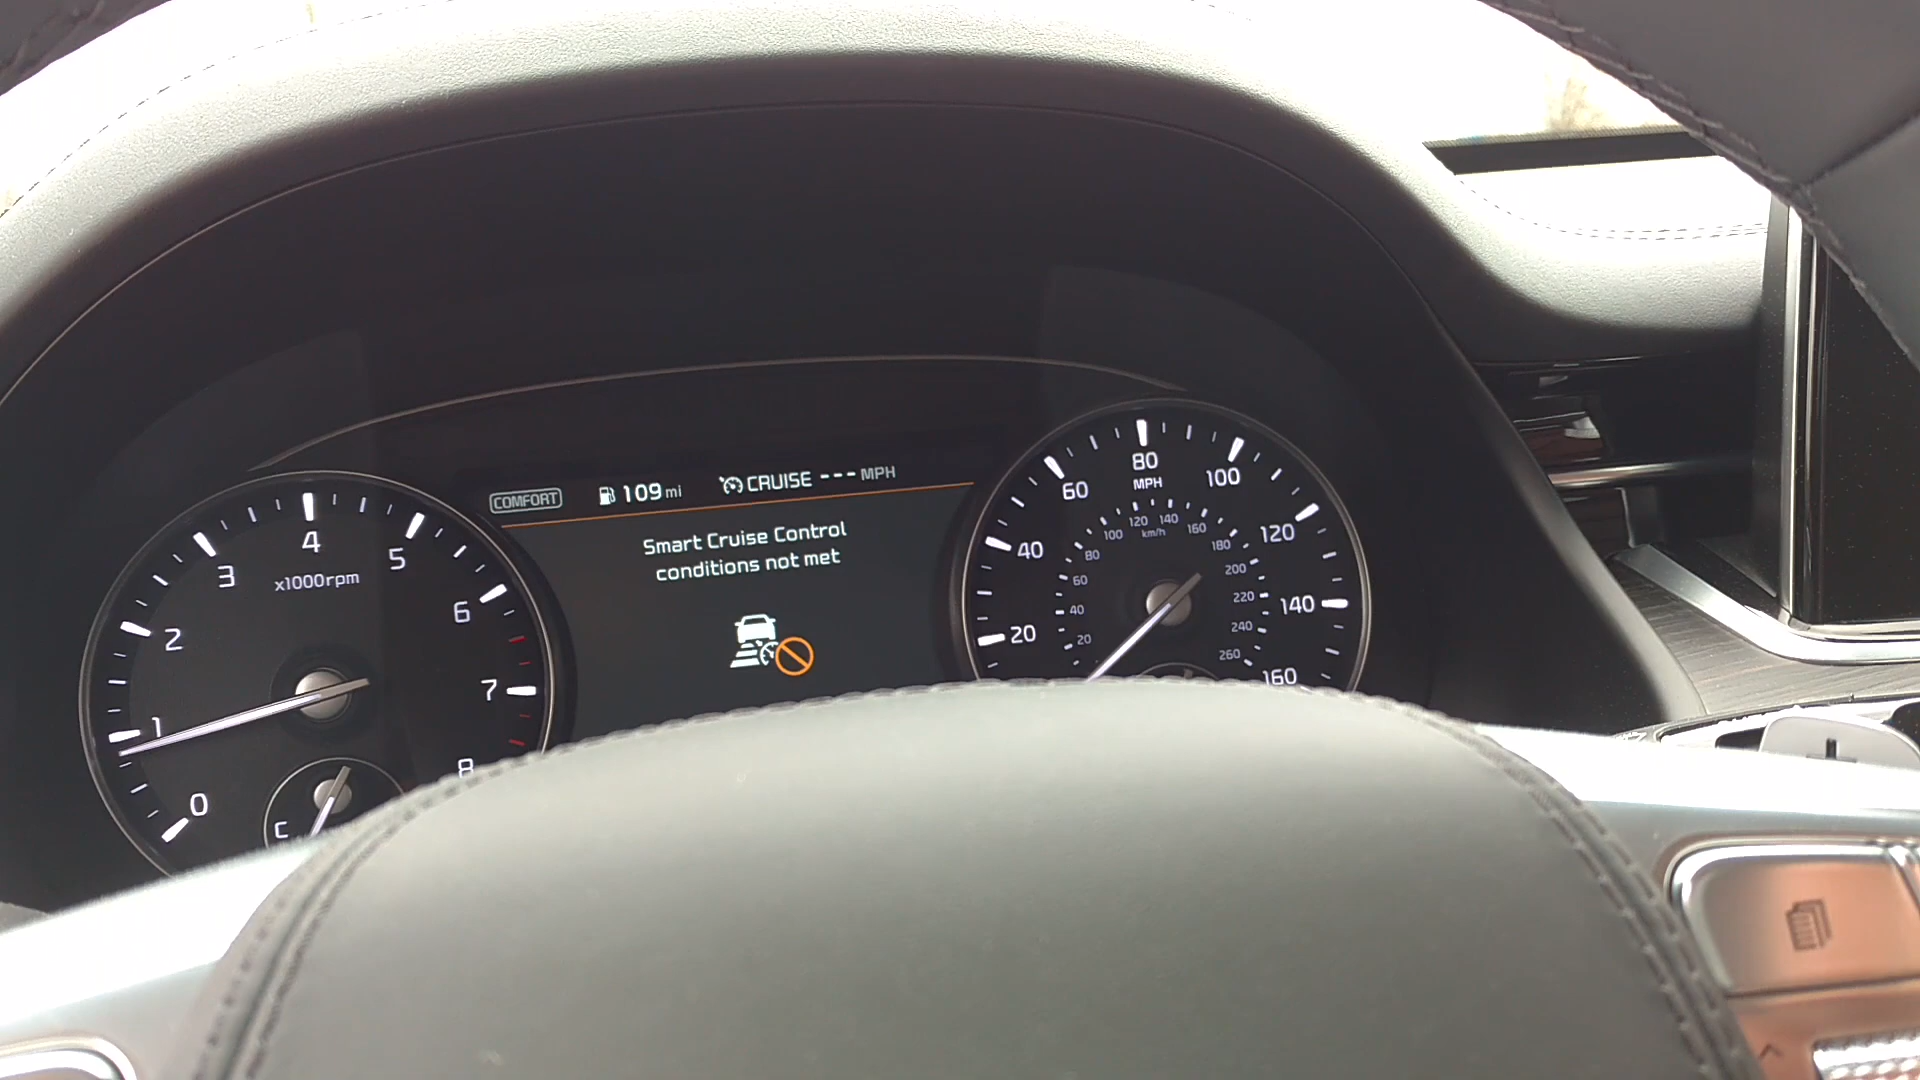 COMFORT 109 mi CRUISE --- MPH
Smart Cruise Control
conditions not met
0 1 2 3 4 5 6 7 8
x1000rpm
C
20 40 60 80 100 120 140 160
MPH
20 40 60 80 100 120 140 160 180 200 220 240 260
km/h